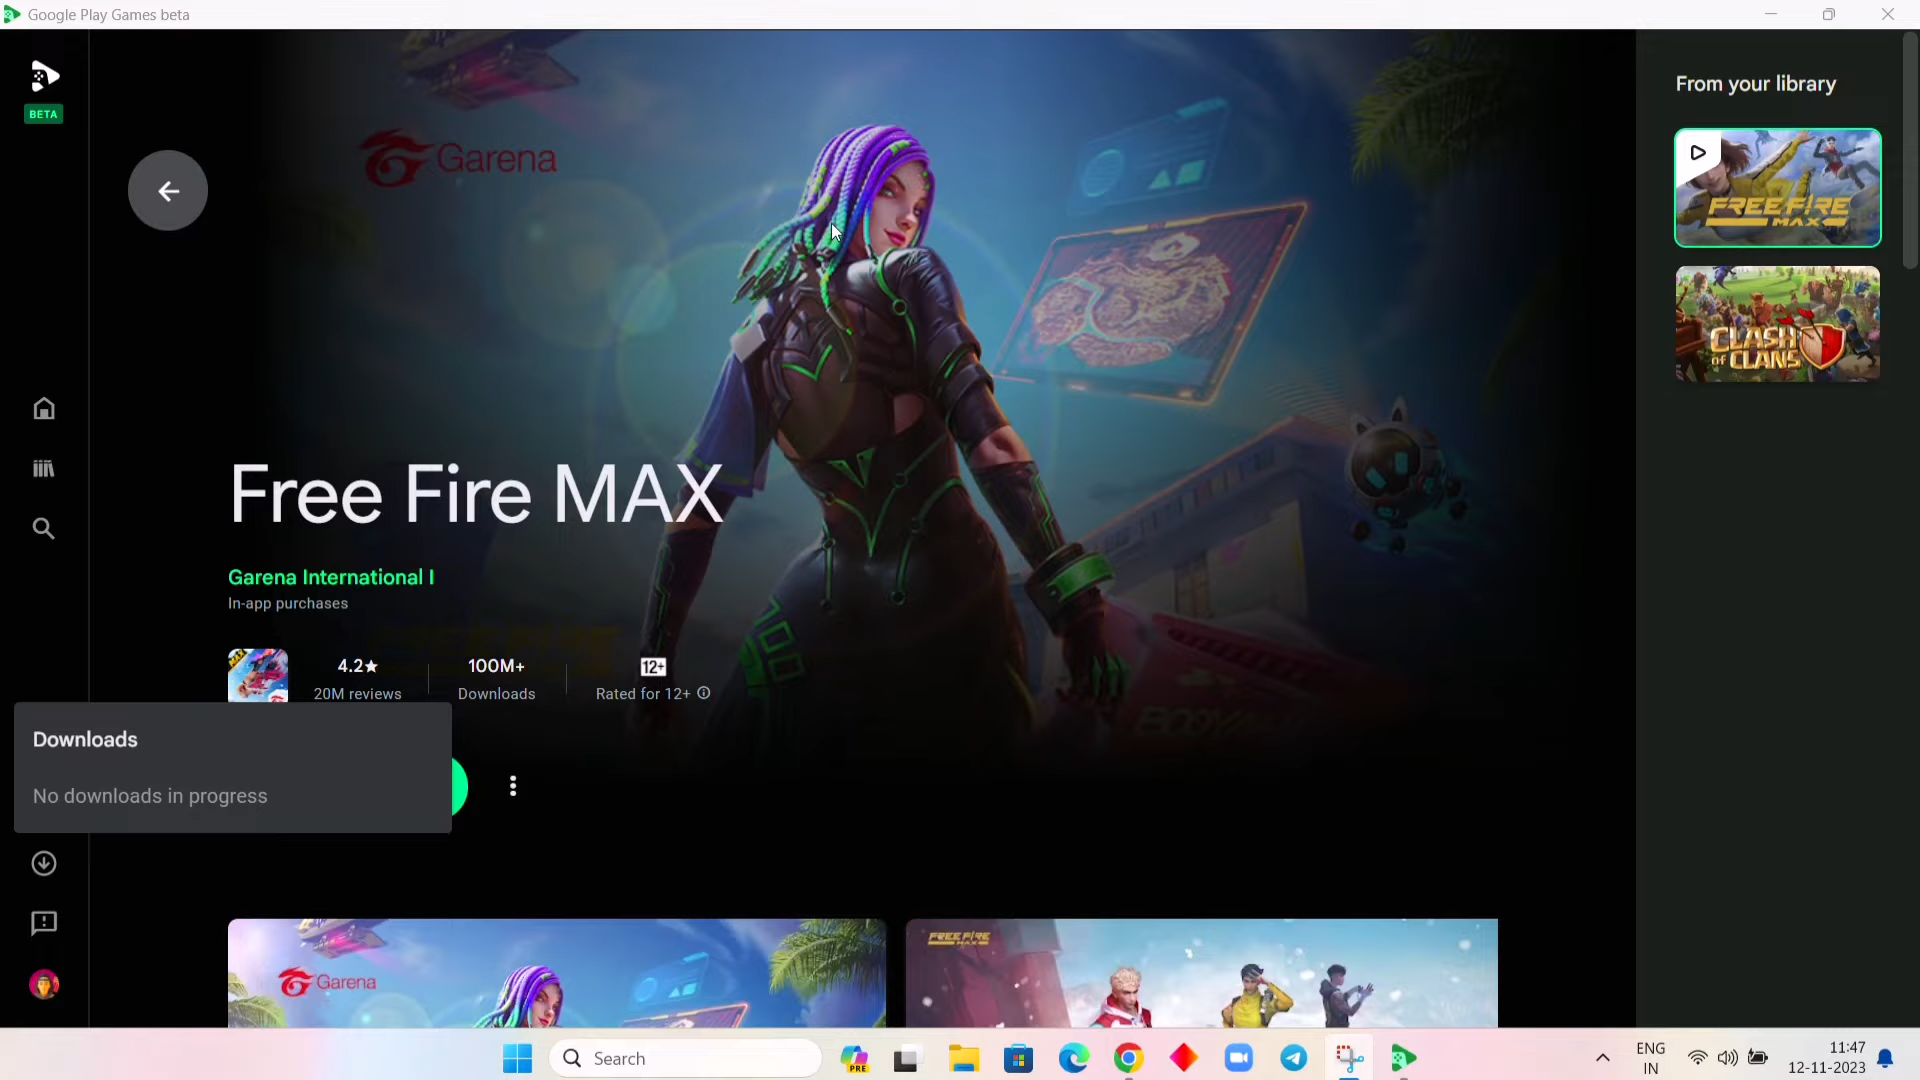 Google Play Games beta
BETA
Garena
From your library
FREE FIRE
MAX
CLASH
OF CLANS
Free Fire MAX
Garena International I
In-app purchases
MAX
4.2★
20M reviews
100M+
Downloads
12+
Rated for 12+
Downloads
No downloads in progress
Garena
FREE FIRE
MAX
Search
PRE
ENG
IN
11:47
12-11-2023